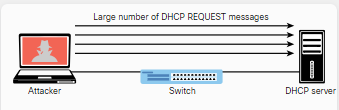 Large number of DHCP REQUEST messages
Attacker
Switch
DHCP server